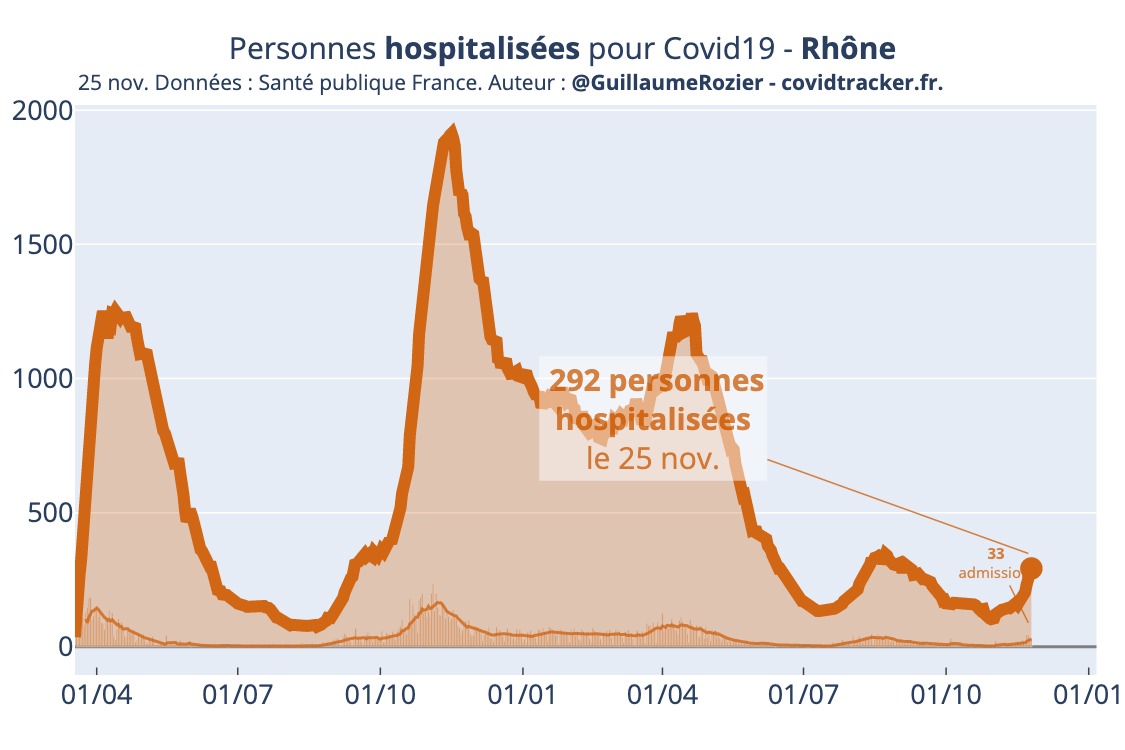 Personnes hospitalisées pour Covid19 - Rhône
25 nov. Données : Santé publique France. Auteur : @GuillaumeRozier - covidtracker.fr.
2000
1500
1000
500
0
292 personnes
hospitalisées
le 25 nov.
33
admissio
01/04 01/07 01/10 01/01 01/04 01/07 01/10 01/01